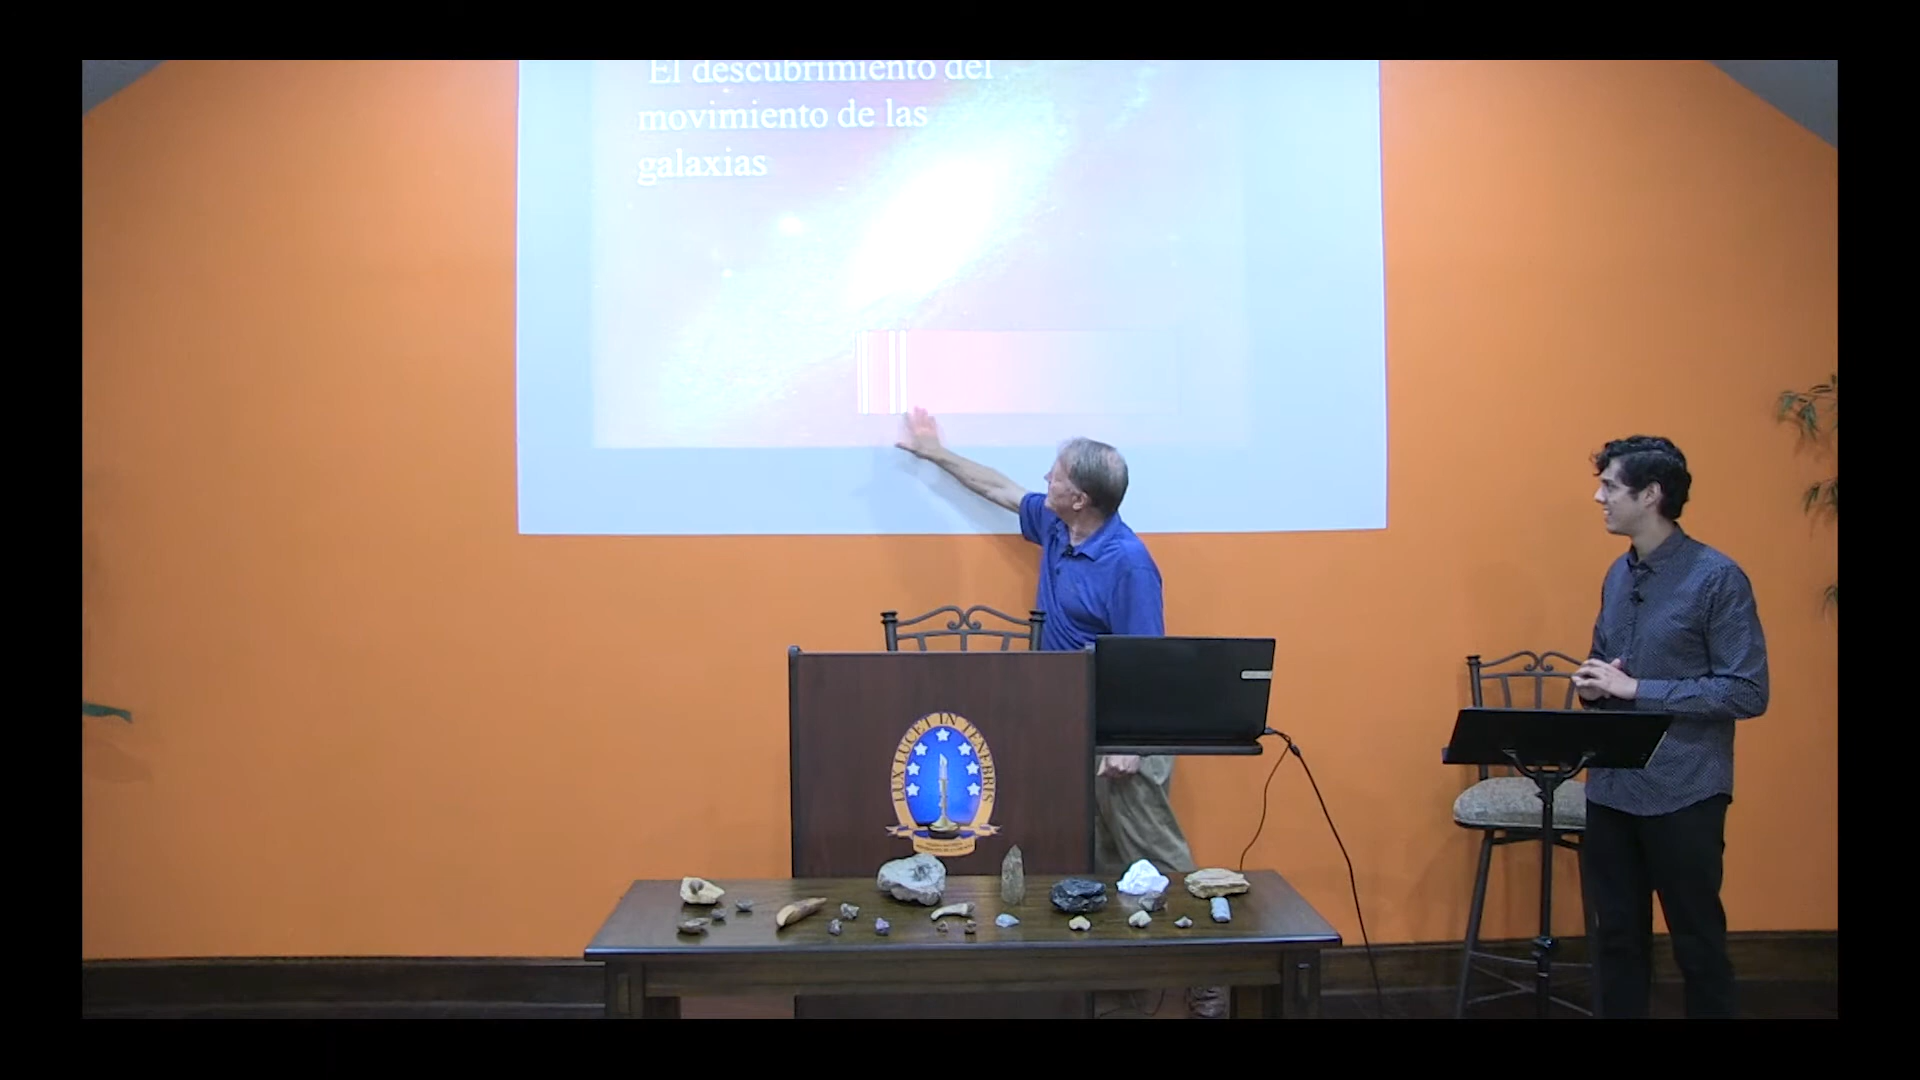 El descubrimiento del
movimiento de las
galaxias
LUX LUCET IN TENEBRIS